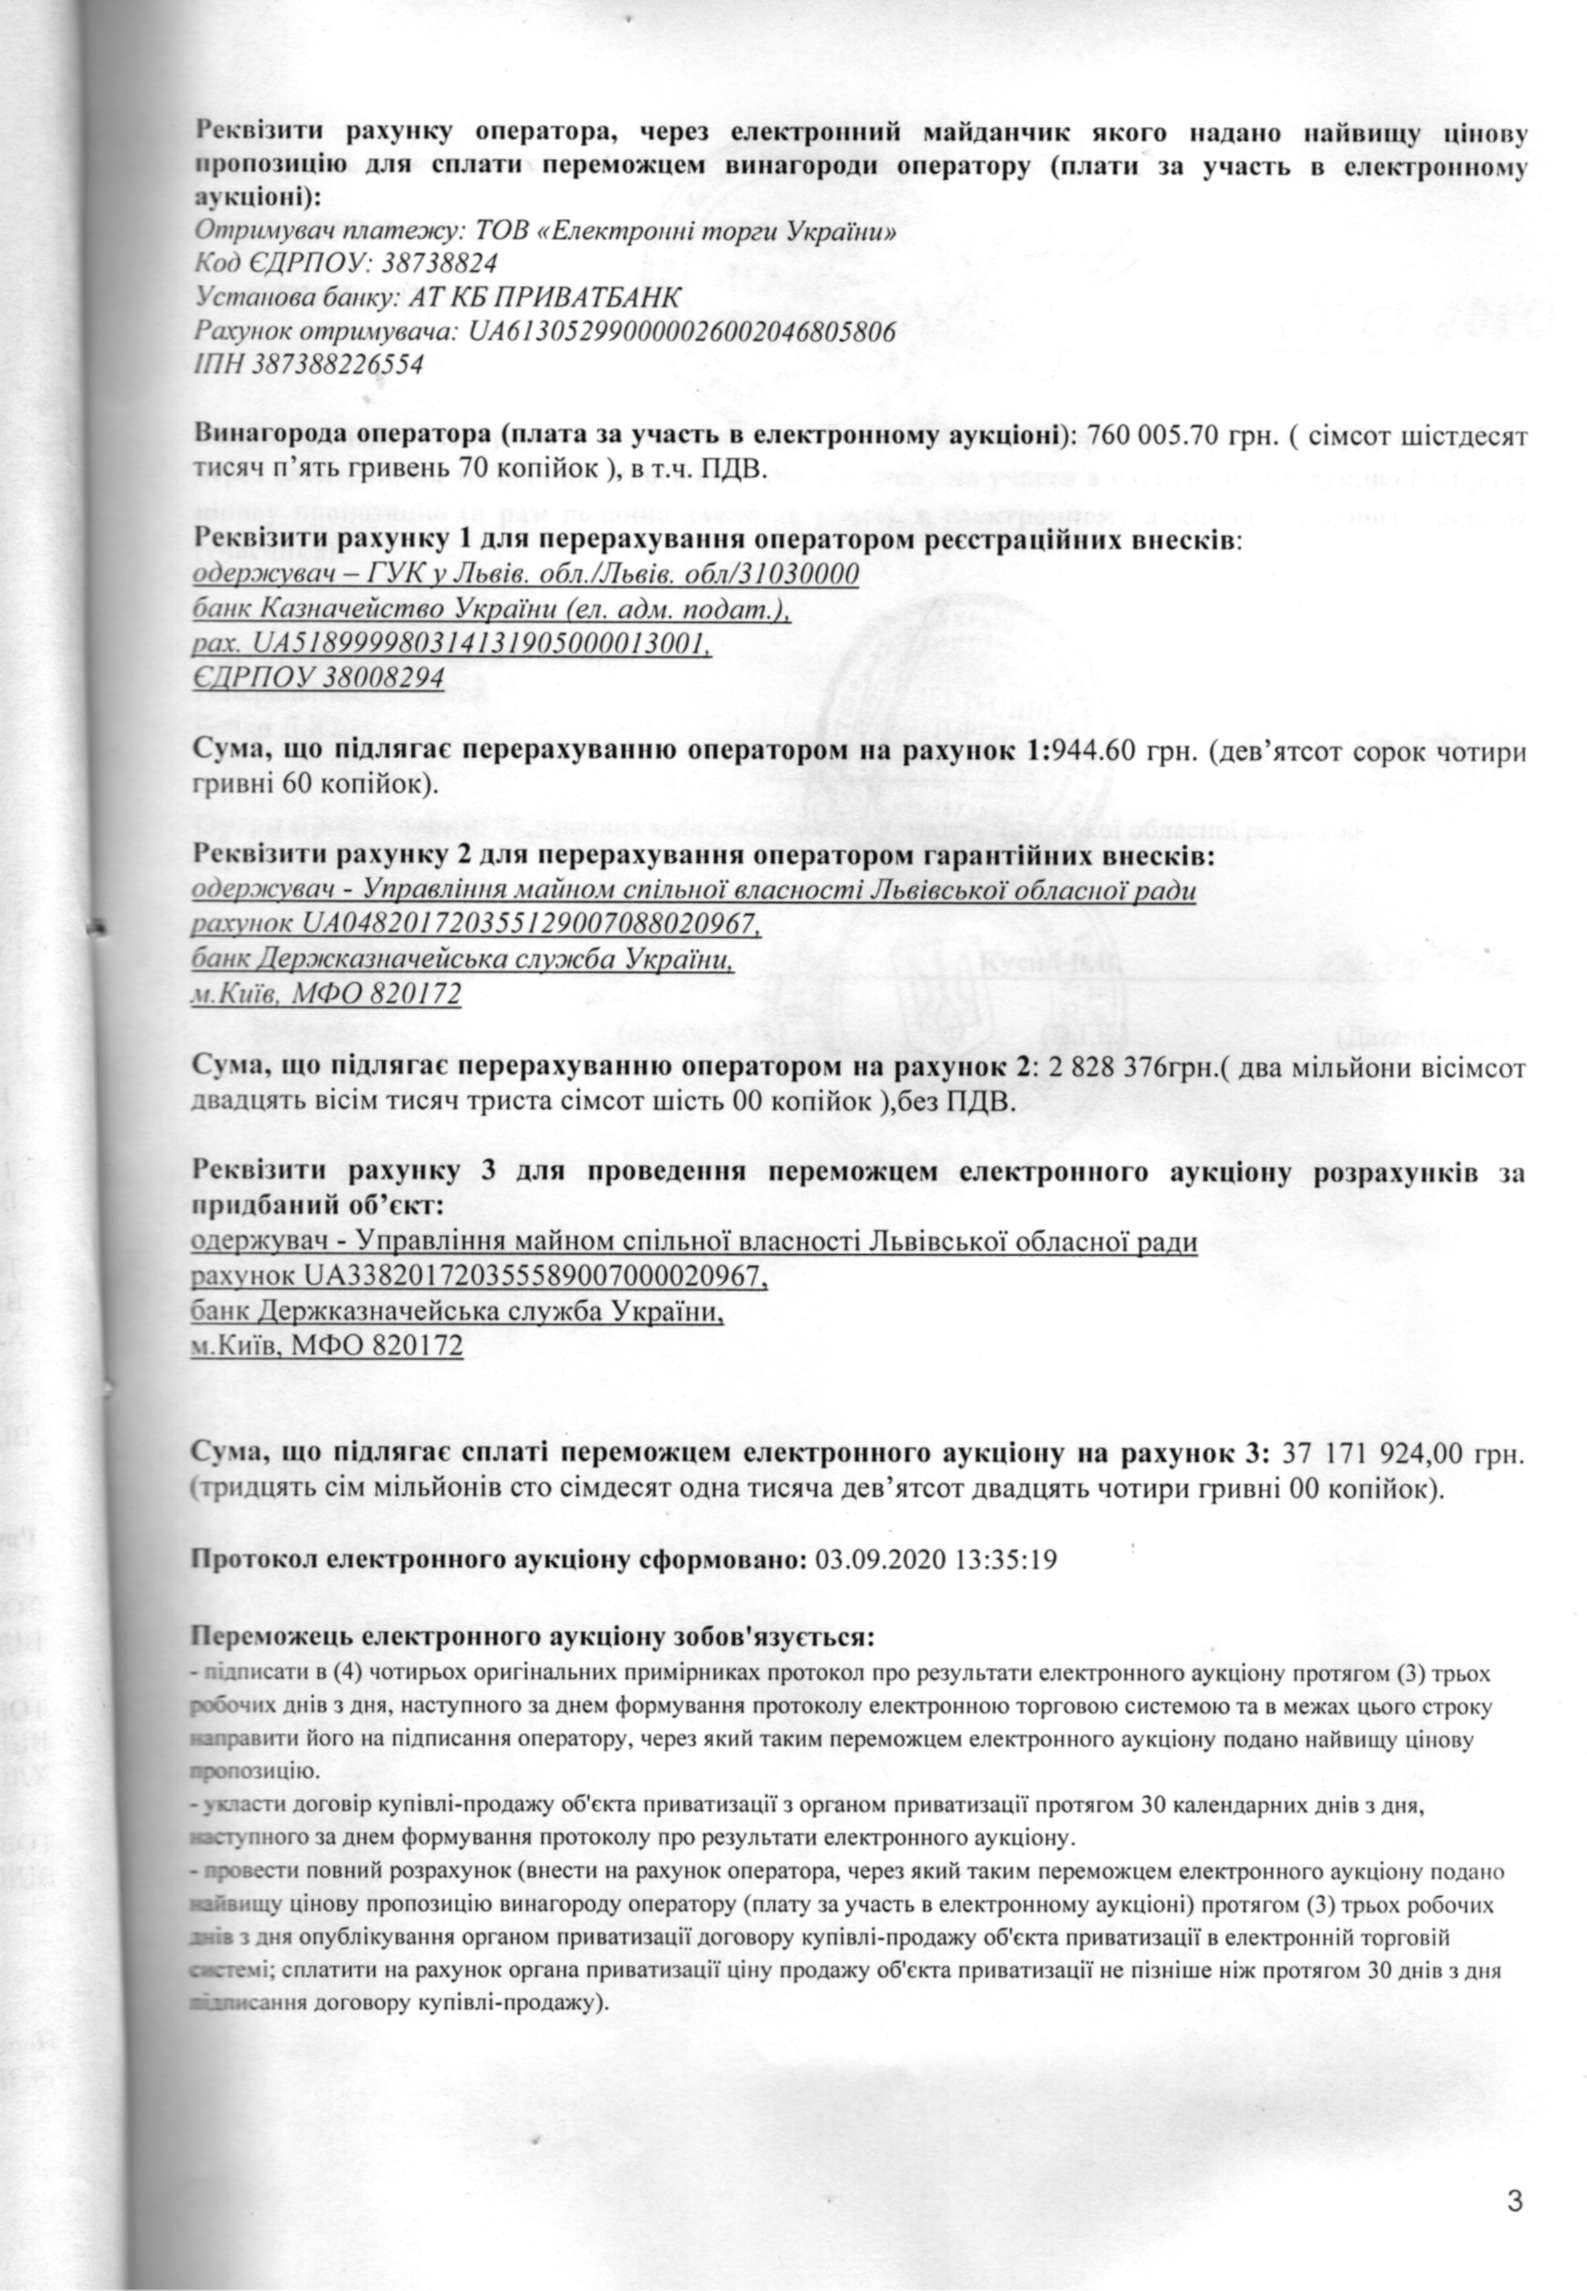 Реквізити рахунку оператора, через електронний майданчик якого надано найвищу цінову
пропозицію для сплати переможцем винагороди оператору (плати за участь в електронному
аукціоні):
Отримувач платежу: ТОВ «Електронні торги України»
Код ЄДРПОУ: 38738824
Установа банку: АТ КБ ПРИВАТБАНК
Рахунок отримувача: UA613052990000026002046805806
ІПН 387388226554
Винагорода оператора (плата за участь в електронному аукціоні): 760 005.70 грн. ( сімсот шістдесят
тисяч п’ять гривень 70 копійок ), в т.ч. ПДВ.
Реквізити рахунку 1 для перерахування оператором реєстраційних внесків:
одержувач – ГУК у Львів. обл./Львів. обл/31030000
банк Казначейство України (ел. адм. подат.),
рах. UA518999980314131905000013001,
ЄДРПОУ 38008294
Сума, що підлягає перерахуванню оператором на рахунок 1:944.60 грн. (дев’ятсот сорок чотири
гривні 60 копійок).
Реквізити рахунку 2 для перерахування оператором гарантійних внесків:
одержувач - Управління майном спільної власності Львівської обласної ради
рахунок UA048201720355129007088020967,
банк Держказначейська служба України,
м.Київ, МФО 820172
Сума, що підлягає перерахуванню оператором на рахунок 2: 2 828 376грн.( два мільйони вісімсот
двадцять вісім тисяч триста сімсот шість 00 копійок ),без ПДВ.
Реквізити рахунку 3 для проведення переможцем електронного аукціону розрахунків за
придбаний об’єкт:
одержувач - Управління майном спільної власності Львівської обласної ради
рахунок UA338201720355589007000020967,
банк Держказначейська служба України,
м.Київ, МФО 820172
Сума, що підлягає сплаті переможцем електронного аукціону на рахунок 3: 37 171 924,00 грн.
(тридцять сім мільйонів сто сімдесят одна тисяча дев’ятсот двадцять чотири гривні 00 копійок).
Протокол електронного аукціону сформовано: 03.09.2020 13:35:19
Переможець електронного аукціону зобов'язується:
- підписати в (4) чотирьох оригінальних примірниках протокол про результати електронного аукціону протягом (3) трьох
робочих днів з дня, наступного за днем формування протоколу електронною торговою системою та в межах цього строку
направити його на підписання оператору, через який таким переможцем електронного аукціону подано найвищу цінову
пропозицію.
- укласти договір купівлі-продажу об'єкта приватизації з органом приватизації протягом 30 календарних днів з дня,
наступного за днем формування протоколу про результати електронного аукціону.
- провести повний розрахунок (внести на рахунок оператора, через який таким переможцем електронного аукціону подано
найвищу цінову пропозицію винагороду оператору (плату за участь в електронному аукціоні) протягом (3) трьох робочих
днів з дня опублікування органом приватизації договору купівлі-продажу об'єкта приватизації в електронній торговій
системі; сплатити на рахунок органа приватизації ціну продажу об'єкта приватизації не пізніше ніж протягом 30 днів з дня
підписання договору купівлі-продажу).
3